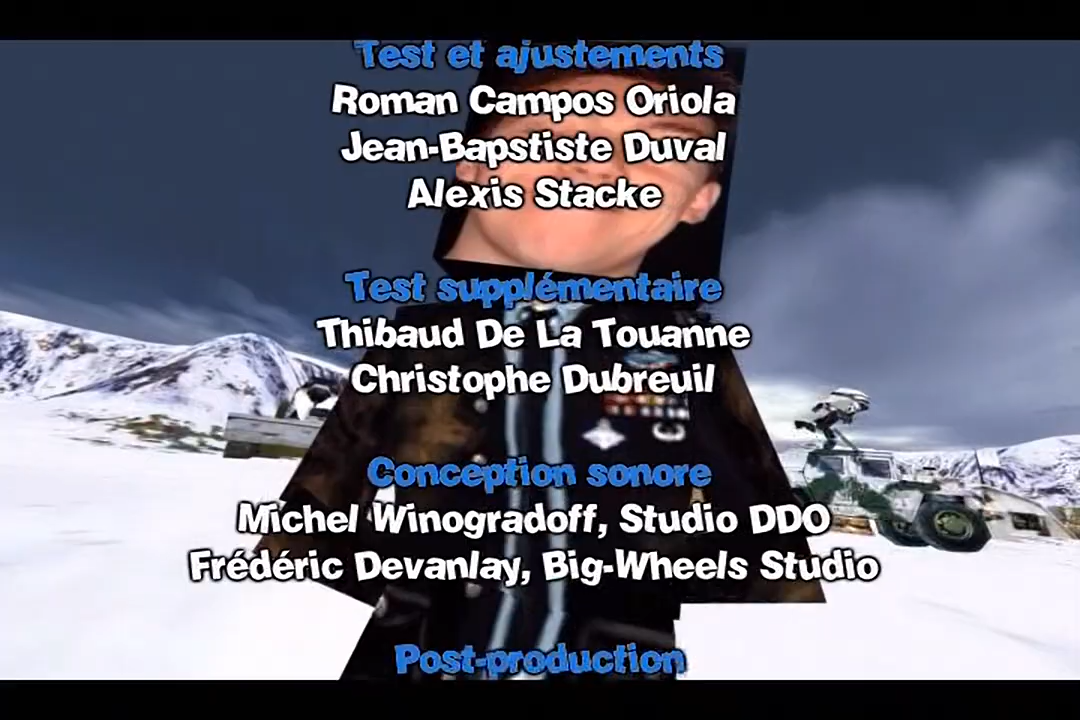 Test et ajustements
Roman Campos Oriola
Jean-Bapstiste Duval
Alexis Stacke
Test supplémentaire
Thibaud De La Touanne
Christophe Dubreuil
Conception sonore
Michel Winogradoff, Studio DDO
Frédéric Devanlay, Big-Wheels Studio
Post-production